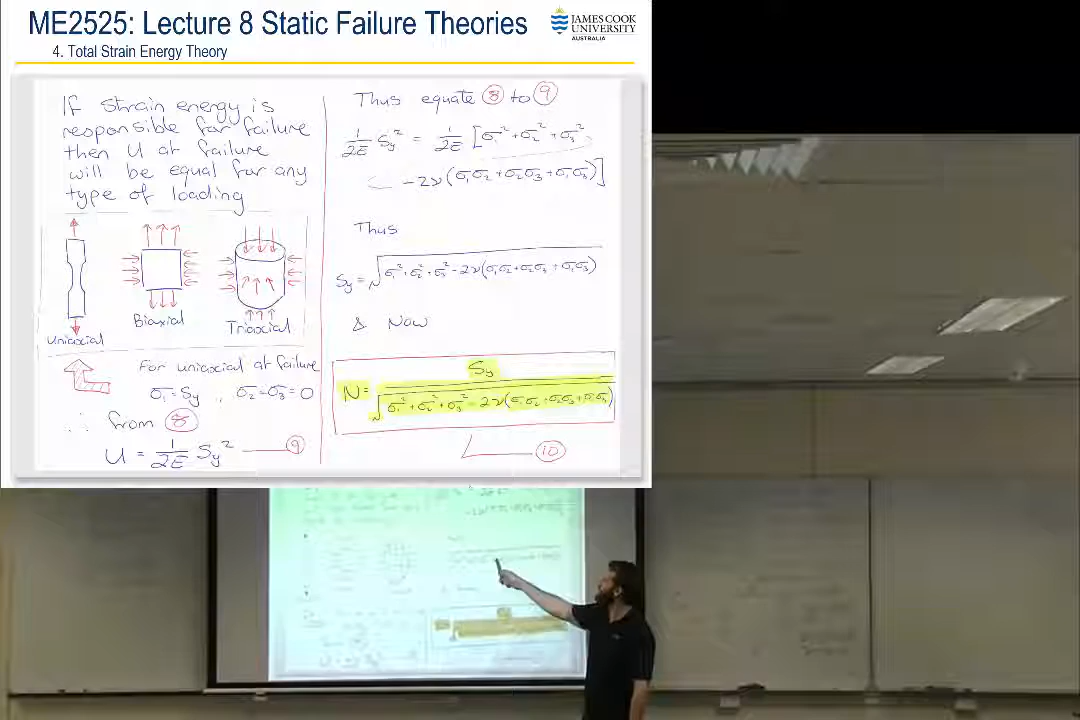 ME2525: Lecture 8 Static Failure Theories
4. Total Strain Energy Theory
JAMES COOK
UNIVERSITY
AUSTRALIA
If strain energy is
responsible for failure
then U at failure
will be equal for any
type of loading
Uniaxial
Biaxial
Triaxial
For uniaxial at failure
σ₁=Sy , σ₂=σ₃=0
∴ from ⑧
U = 1/2E Sy² ⑨
Thus equate ⑧ to ⑨
1/2E Sy² = 1/2E [σ₁²+σ₂²+σ₃²
-2ν(σ₁σ₂+σ₂σ₃+σ₁σ₃)]
Thus
Sy=√(σ₁²+σ₂²+σ₃²-2ν(σ₁σ₂+σ₂σ₃+σ₁σ₃))
& Now
N= Sy / √(σ₁²+σ₂²+σ₃²-2ν(σ₁σ₂+σ₂σ₃+σ₁σ₃))
⑩